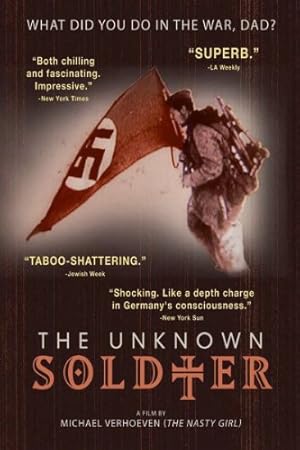 WHAT DID YOU DO IN THE WAR, DAD?
"Both chilling
and fascinating.
Impressive."
-New York Times
"SUPERB."
-LA Weekly
"TABOO-SHATTERING."
-Jewish Week
"Shocking. Like a depth charge
in Germany's consciousness."
-New York Sun
THE UNKNOWN
SOLDIER
A FILM BY
MICHAEL VERHOEVEN (THE NASTY GIRL)